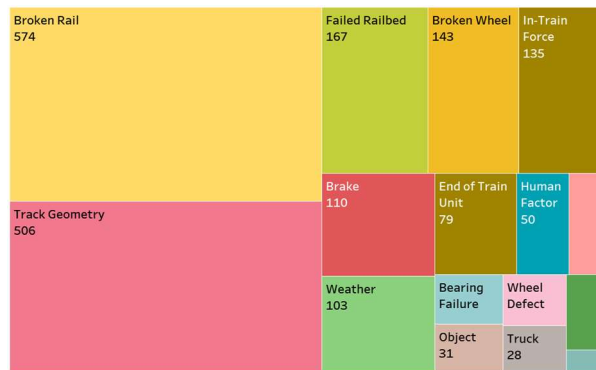 Broken Rail
574
Failed Railbed
167
Broken Wheel
143
In-Train
Force
135
Track Geometry
506
Brake
110
End of Train
Unit
79
Human
Factor
50
Weather
103
Bearing
Failure
Wheel
Defect
Object
31
Truck
28